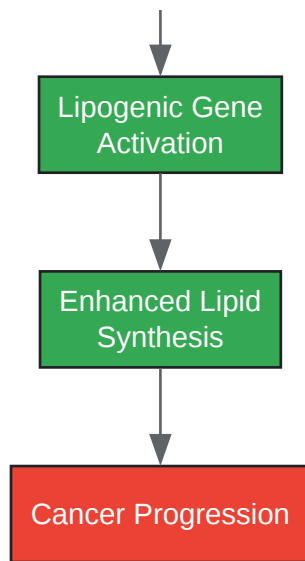 Lipogenic Gene
Activation
Enhanced Lipid
Synthesis
Cancer Progression